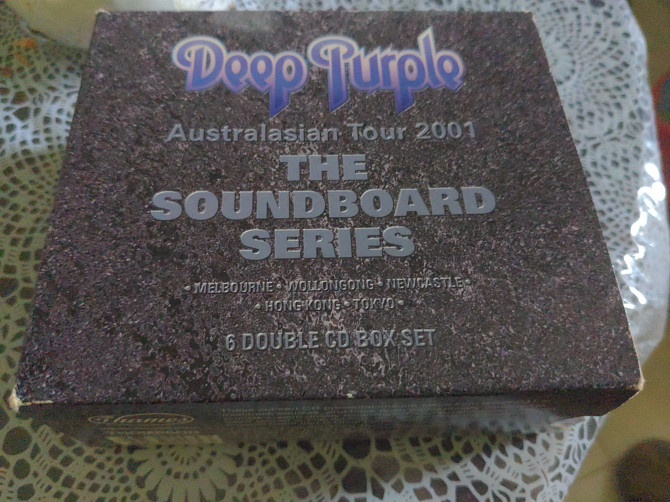 Deep Purple
Australasian Tour 2001
THE
SOUNDBOARD
SERIES
• MELBOURNE • WOLLONGONG • NEWCASTLE •
• HONG KONG • TOKYO •
6 DOUBLE CD BOX SET
Thames